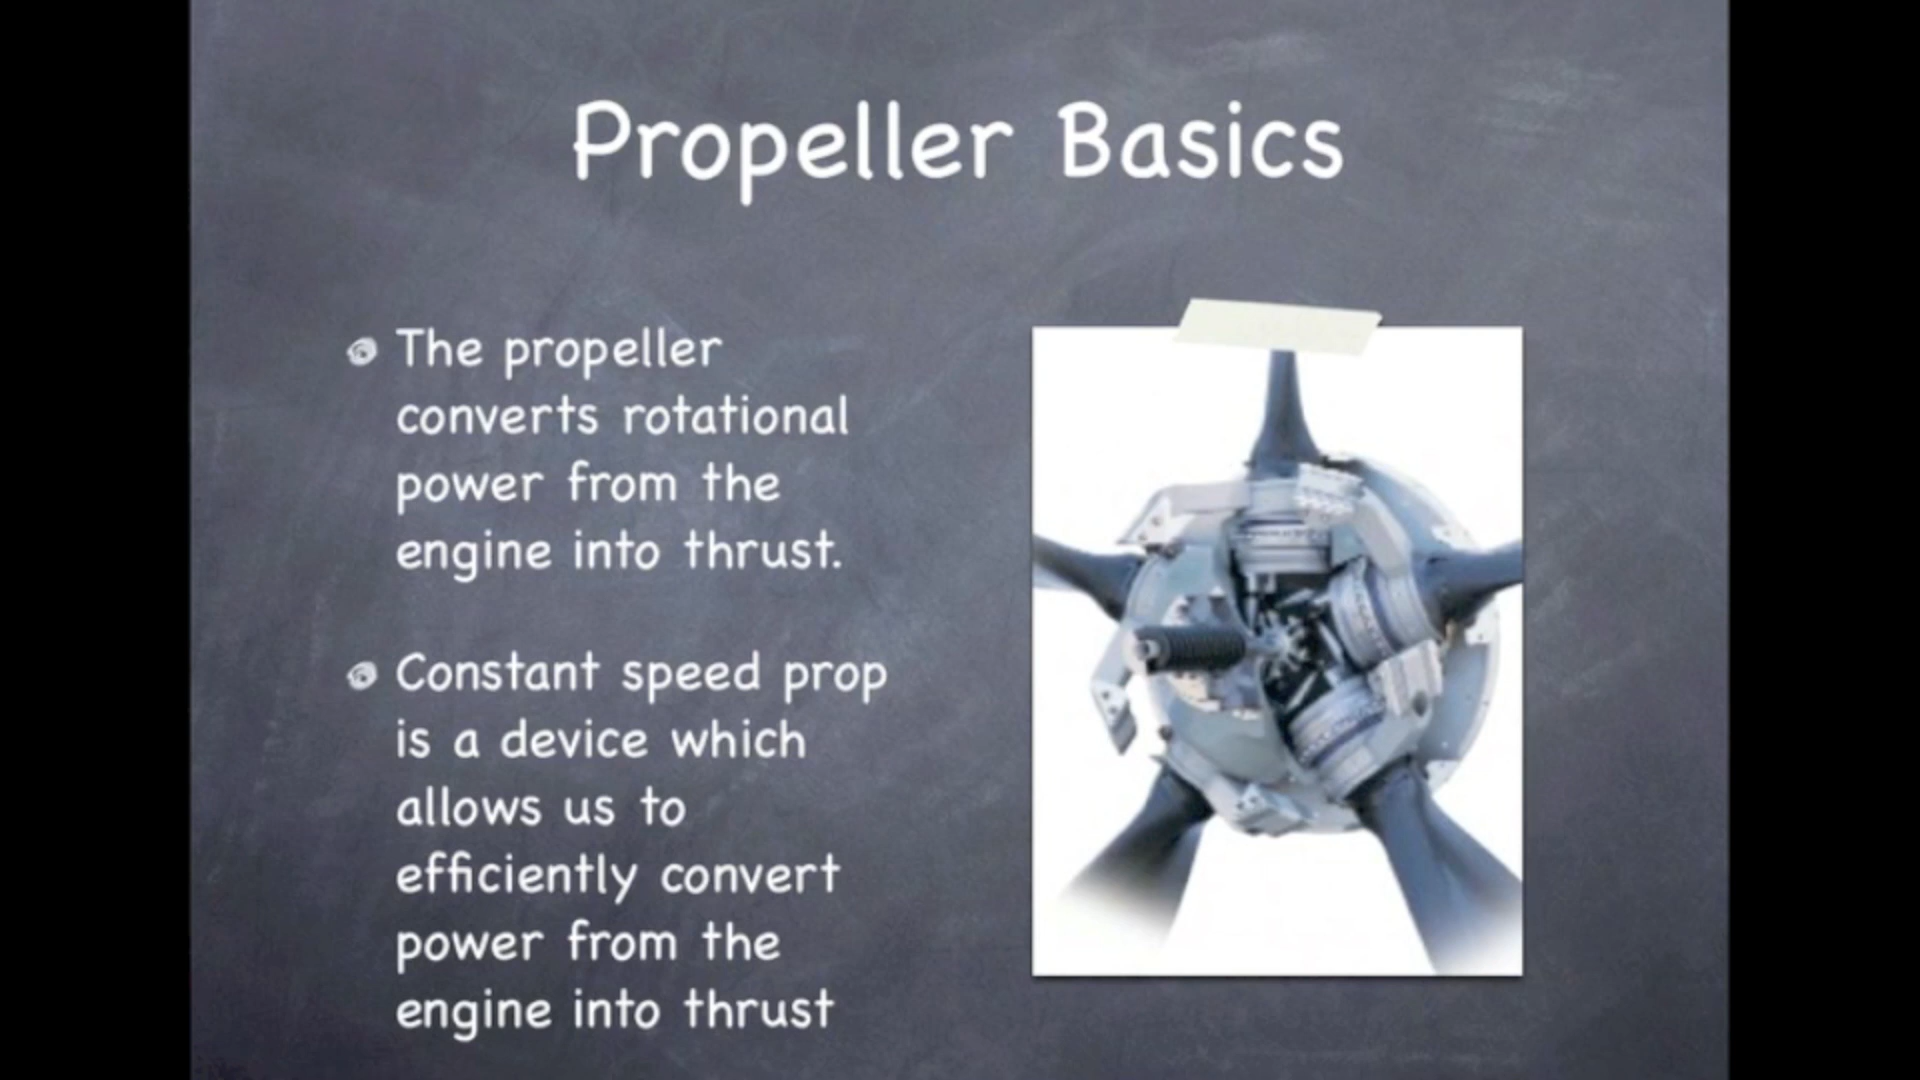 Propeller Basics
The propeller
converts rotational
power from the
engine into thrust.
Constant speed prop
is a device which
allows us to
efficiently convert
power from the
engine into thrust